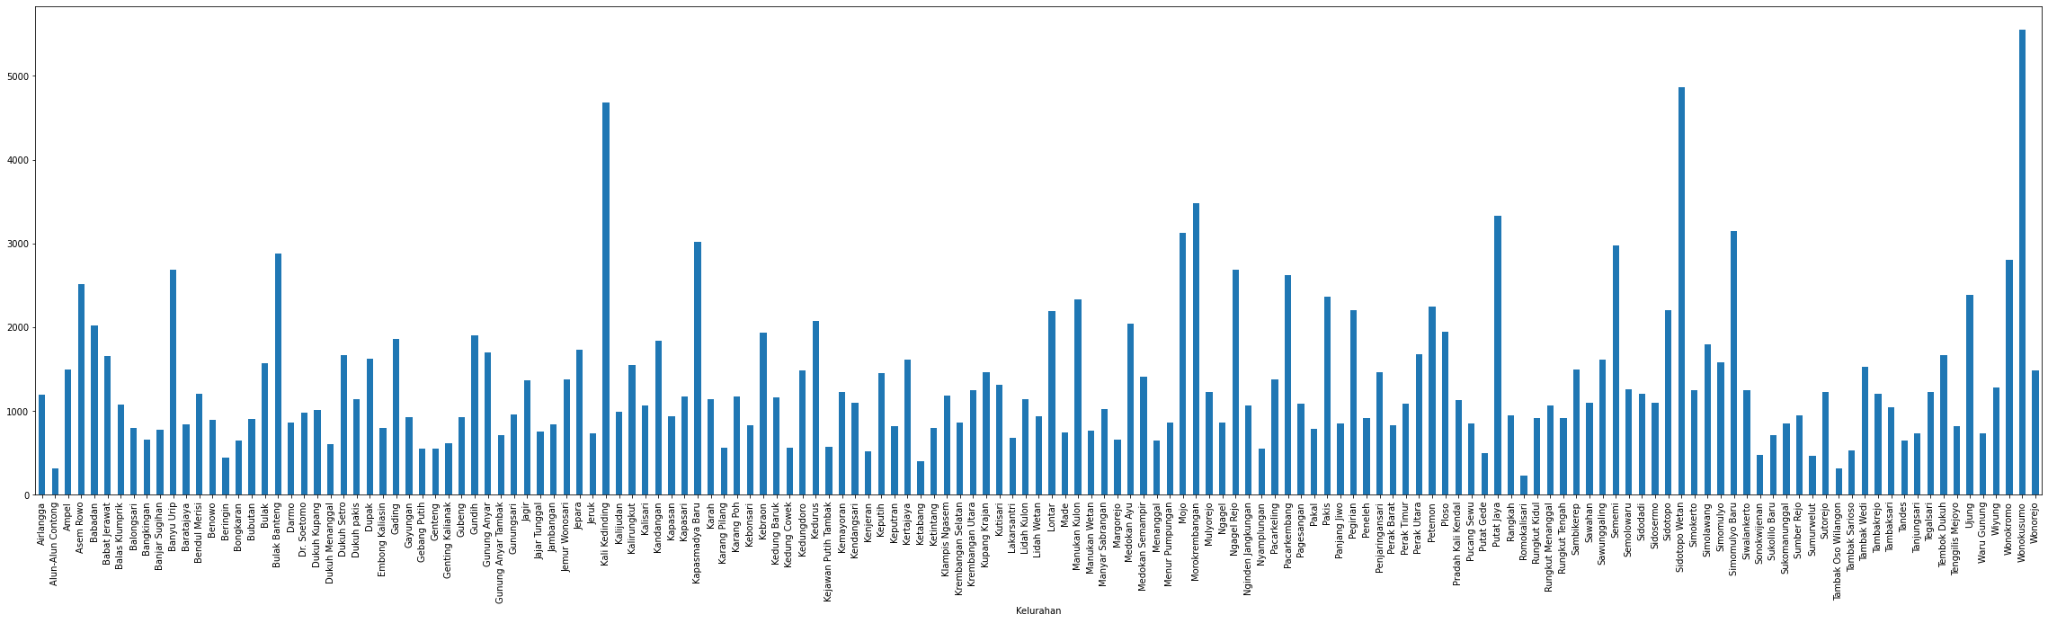 5000
4000
3000
2000
1000
0
Airlangga
Alun-Alun Contong
Ampel
Asem Rowo
Babadan
Babat Jerawat
Balas Klumprik
Balongsari
Bangkingan
Banjar Sugihan
Banyu Urip
Baratajaya
Bendul Merisi
Benowo
Beringin
Bongkaran
Bubutan
Bulak
Bulak Banteng
Darmo
Dr. Soetomo
Dukuh Kupang
Dukuh Menanggal
Dukuh Setro
Dukuh pakis
Dupak
Embong Kaliasin
Gading
Gayungan
Gebang Putih
Genteng
Genting Kalianak
Gubeng
Gundih
Gunung Anyar
Gunung Anyar Tambak
Gunungsari
Jagir
Jajar Tunggal
Jambangan
Jemur Wonosari
Jepara
Jeruk
Kali Kedinding
Kalijudan
Kalirungkut
Kalisari
Kandangan
Kapasan
Kapasari
Kapasmadya Baru
Karah
Karang Pilang
Karang Poh
Kebonsari
Kebraon
Kedung Baruk
Kedung Cowek
Kedungdoro
Kedurus
Kejawan Putih Tambak
Kemayoran
Kendangsari
Kenjeran
Keputih
Keputran
Kertajaya
Ketabang
Ketintang
Klampis Ngasem
Krembangan Selatan
Krembangan Utara
Kupang Krajan
Kutisari
Lakarsantri
Lidah Kulon
Lidah Wetan
Lontar
Made
Manukan Kulon
Manukan Wetan
Manyar Sabrangan
Margorejo
Medokan Ayu
Medokan Semampir
Menanggal
Menur Pumpungan
Mojo
Morokrembangan
Mulyorejo
Ngagel
Ngagel Rejo
Nginden Jangkungan
Nyamplungan
Pacarkeling
Pacarkembang
Pagesangan
Pakal
Pakis
Panjang Jiwo
Pegirian
Peneleh
Penjaringansari
Perak Barat
Perak Timur
Perak Utara
Petemon
Ploso
Pradah Kali Kendal
Pucang Sewu
Putat Gede
Putat Jaya
Rangkah
Romokalisari
Rungkut Kidul
Rungkut Menanggal
Rungkut Tengah
Sambikerep
Sawahan
Sawunggaling
Sememi
Semolowaru
Sidodadi
Sidosermo
Sidotopo
Sidotopo Wetan
Simokerto
Simolawang
Simomulyo
Simomulyo Baru
Siwalankerto
Sonokwijenan
Sukolilo Baru
Sukomanunggal
Sumber Rejo
Sumurwelut
Sutorejo
Tambak Oso Wilangon
Tambak Sarioso
Tambak Wedi
Tambakrejo
Tambaksari
Tandes
Tanjungsari
Tegalsari
Tembok Dukuh
Tenggilis Mejoyo
Ujung
Waru Gunung
Wiyung
Wonokromo
Wonokusumo
Wonorejo
Kelurahan